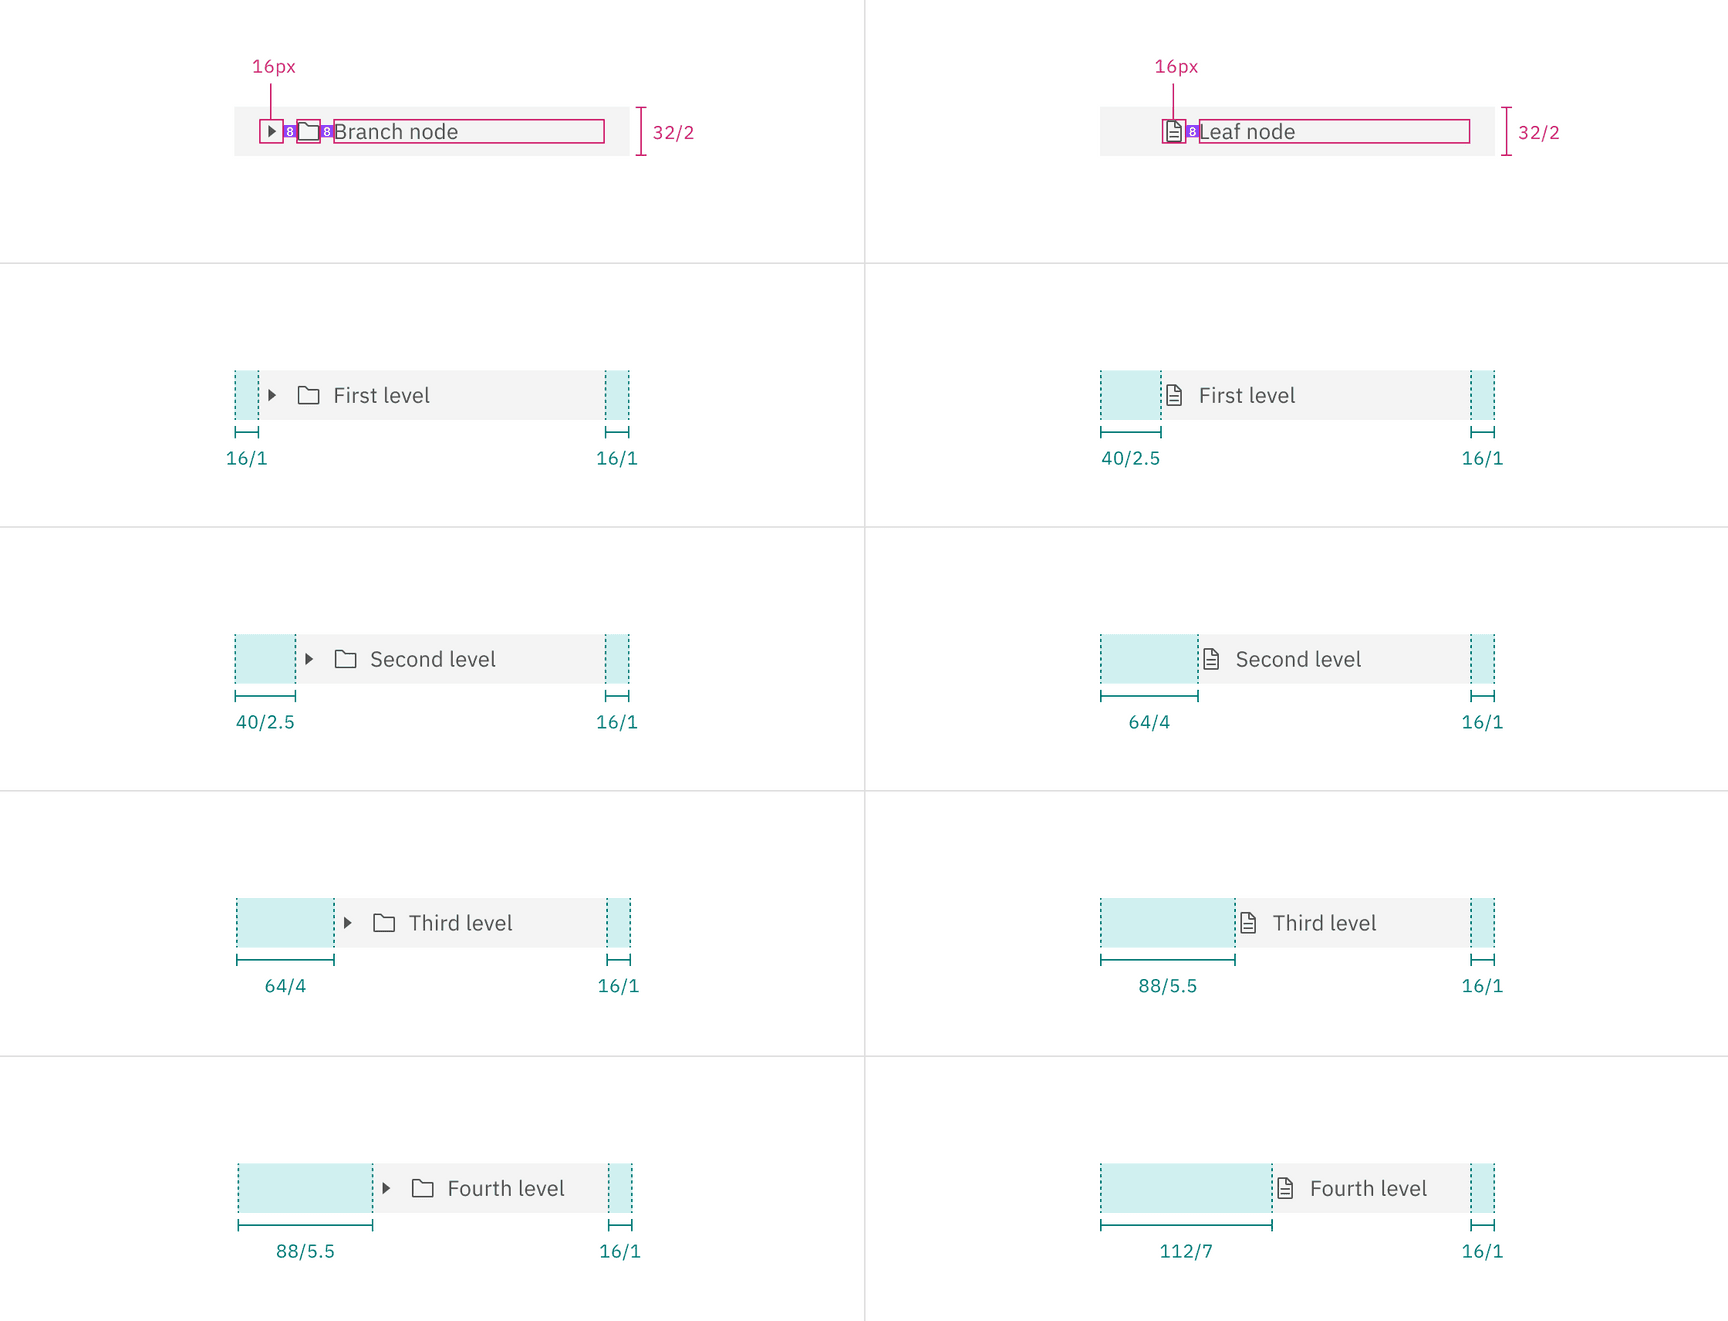 16px
8
8
Branch node
32/2
16px
8
Leaf node
32/2
First level
16/1
16/1
First level
40/2.5
16/1
Second level
40/2.5
16/1
Second level
64/4
16/1
Third level
64/4
16/1
Third level
88/5.5
16/1
Fourth level
88/5.5
16/1
Fourth level
112/7
16/1